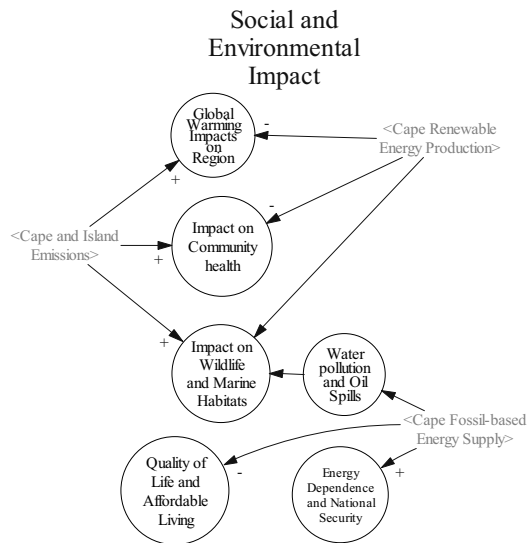 Social and
Environmental
Impact
Global
Warming
Impacts
on
Region
-
<Cape Renewable
Energy Production>
+
-
<Cape and Island
Emissions>
Impact on
Community
health
+
+
Impact on
Wildlife
and Marine
Habitats
Water
pollution
and Oil
Spills
<Cape Fossil-based
Energy Supply>
Quality of
Life and
Affordable
Living
-
Energy
Dependence
and National
Security
+